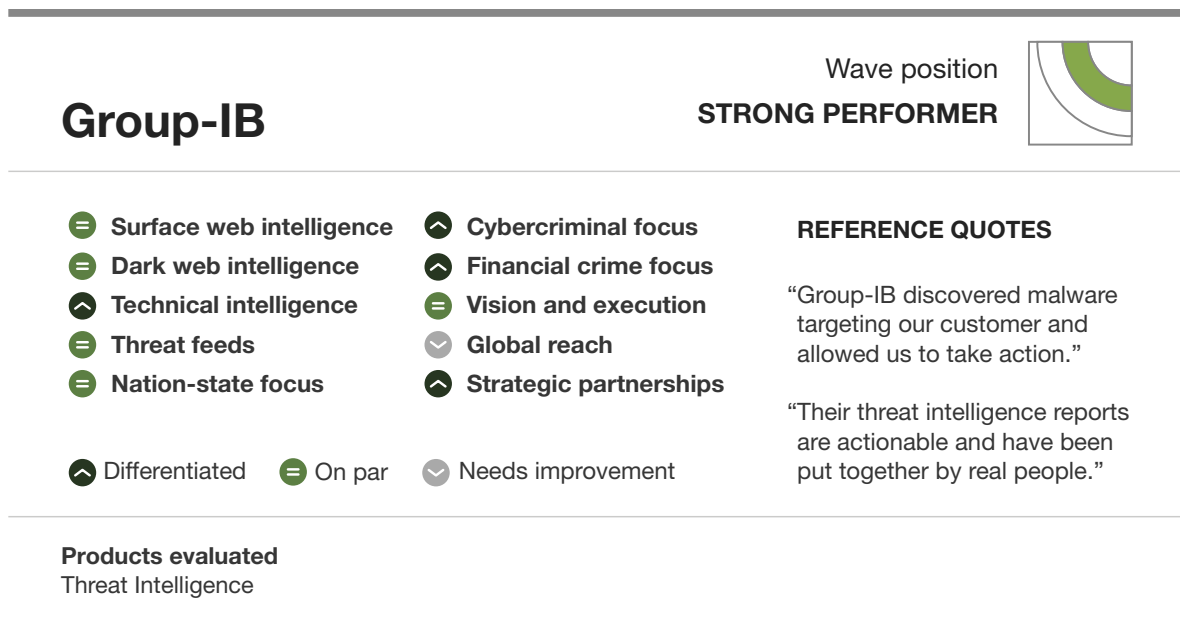 Wave position
Group-IB
STRONG PERFORMER
Surface web intelligence
Dark web intelligence
Technical intelligence
Threat feeds
Nation-state focus
Cybercriminal focus
Financial crime focus
Vision and execution
Global reach
Strategic partnerships
Differentiated
On par
Needs improvement
REFERENCE QUOTES
“Group-IB discovered malware
targeting our customer and
allowed us to take action.”
“Their threat intelligence reports
are actionable and have been
put together by real people.”
Products evaluated
Threat Intelligence